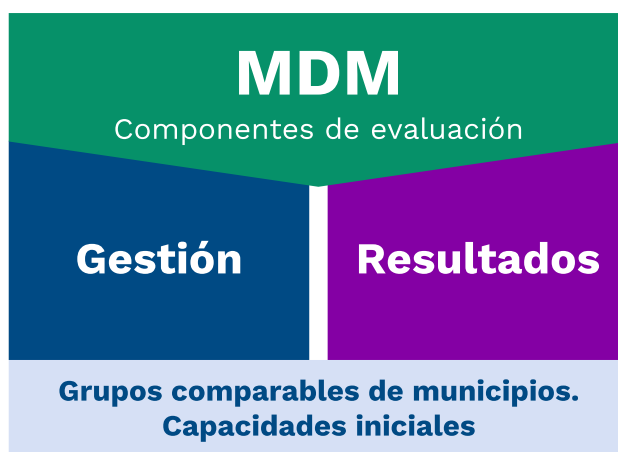 MDM
Componentes de evaluación
Gestión
Resultados
Grupos comparables de municipios.
Capacidades iniciales